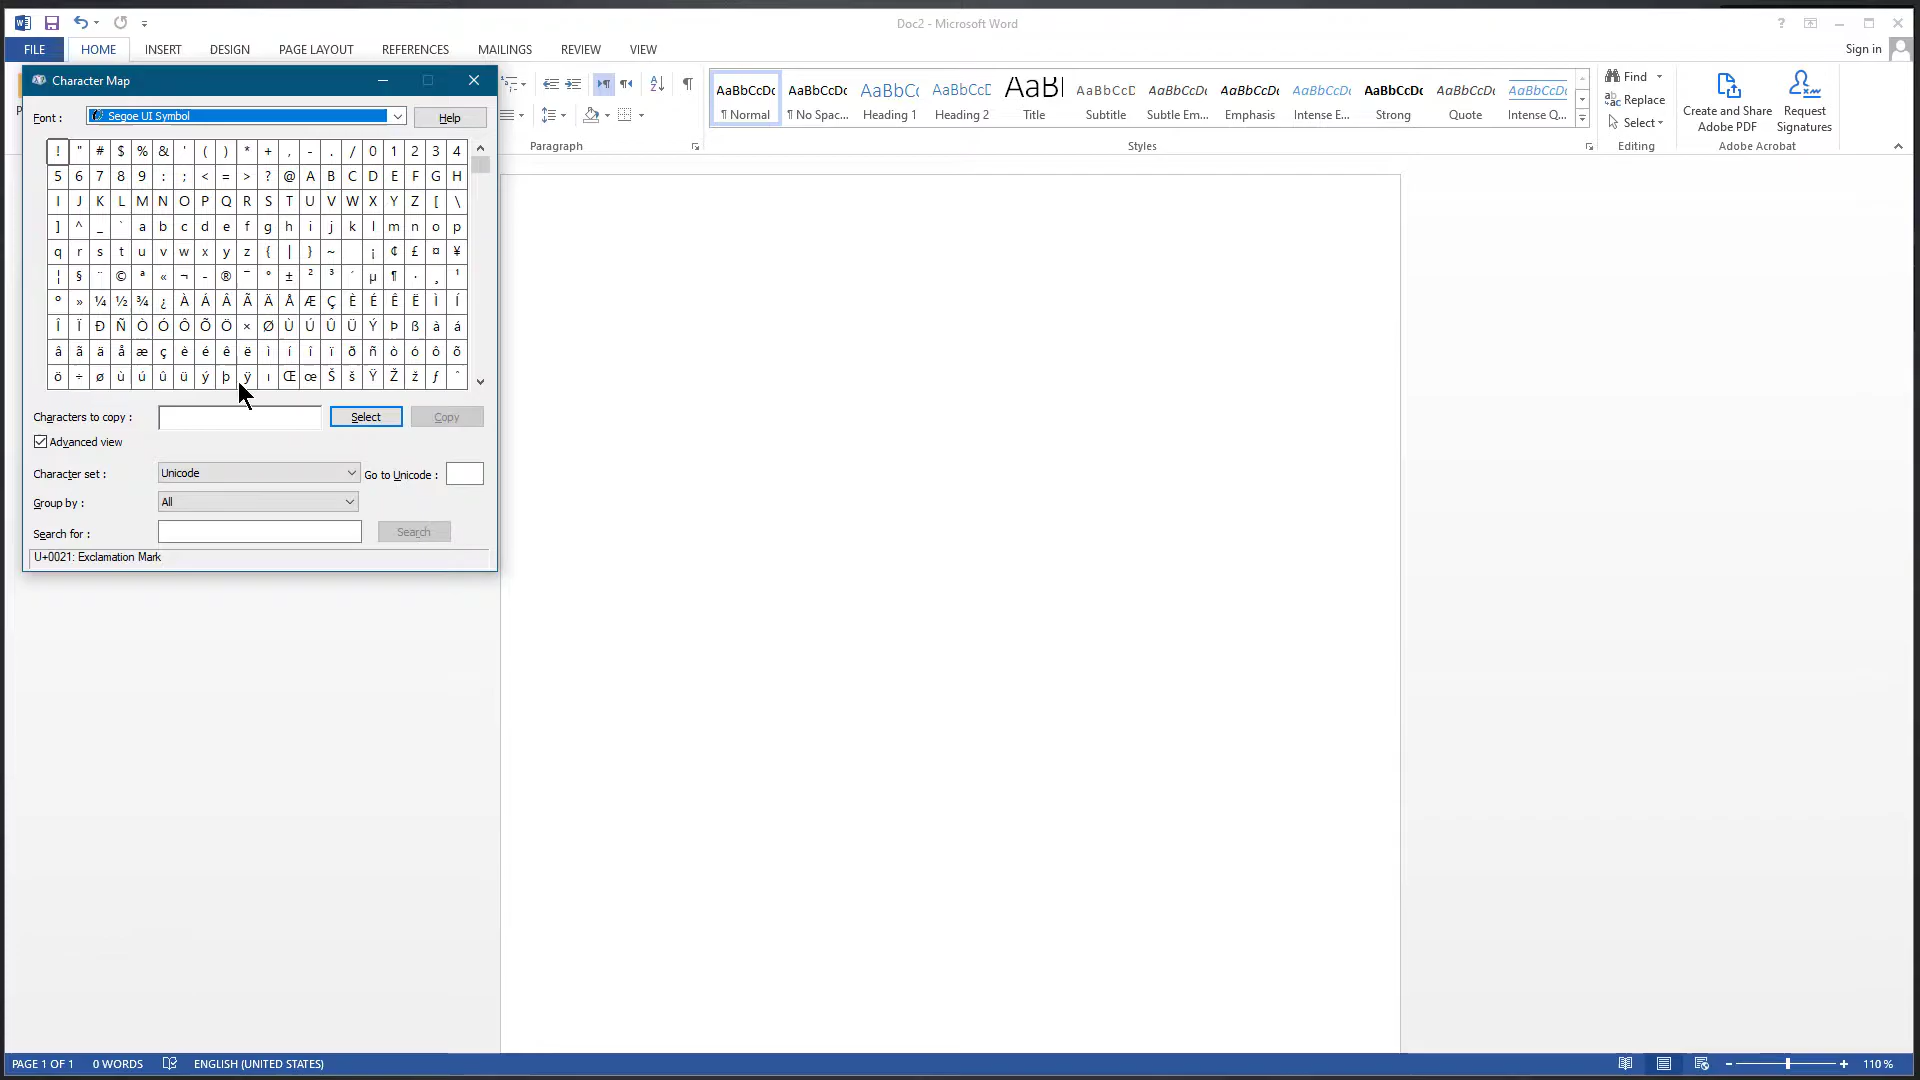 Doc2 - Microsoft Word
FILE HOME INSERT DESIGN PAGE LAYOUT REFERENCES MAILINGS REVIEW VIEW
Sign in
Character Map
Font :
Segoe UI Symbol
Help
! " # $ % & ' ( ) * + , - . / 0 1 2 3 4
5 6 7 8 9 : ; < = > ? @ A B C D E F G H
I J K L M N O P Q R S T U V W X Y Z [ \
] ^ _ ` a b c d e f g h i j k l m n o p
q r s t u v w x y z { | } ~ ¡ ¢ £ ¤ ¥
¦ § ¨ © ª « ¬ - ® ¯ ° ± ² ³ ´ µ ¶ · ¸ ¹
º » ¼ ½ ¾ ¿ À Á Â Ã Ä Å Æ Ç È É Ê Ë Ì Í
Î Ï Ð Ñ Ò Ó Ô Õ Ö × Ø Ù Ú Û Ü Ý Þ ß à á
â ã ä å æ ç è é ê ë ì í î ï ð ñ ò ó ô õ
ö ÷ ø ù ú û ü ý þ ÿ ı Œ œ Š š Ÿ Ž ž ƒ ˆ
Characters to copy :
Select
Copy
Advanced view
Character set :
Unicode
Go to Unicode :
Group by :
All
Search for :
Search
U+0021: Exclamation Mark
Paragraph
AaBbCcDc AaBbCcDc AaBbC( AaBbCcD AaBl AaBbCcD AaBbCcDc AaBbCcDc AaBbCcDc AaBbCcDc AaBbCcDc AaBbCcDc
¶ Normal ¶ No Spac... Heading 1 Heading 2 Title Subtitle Subtle Em... Emphasis Intense E... Strong Quote Intense Q...
Styles
Find
Replace
Select
Editing
Create and Share
Adobe PDF
Request
Signatures
Adobe Acrobat
PAGE 1 OF 1 0 WORDS ENGLISH (UNITED STATES)
110 %